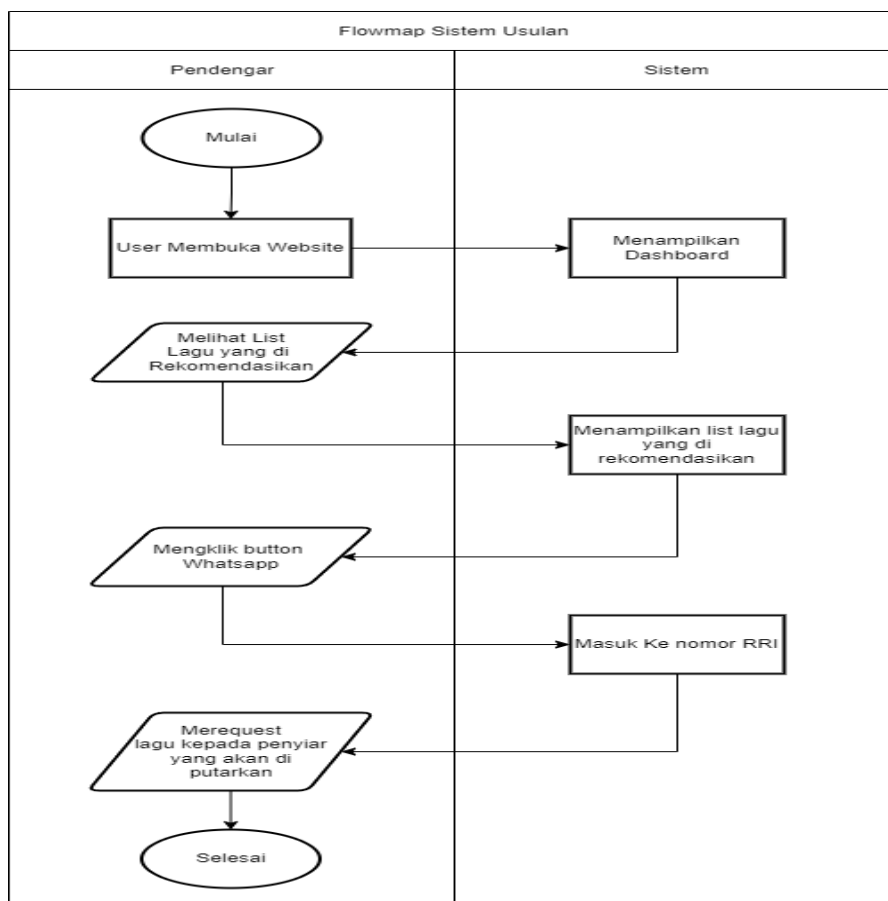 Flowmap Sistem Usulan
Pendengar
Sistem
Mulai
User Membuka Website
Menampilkan
Dashboard
Melihat List
Lagu yang di
Rekomendasikan
Menampilkan list lagu
yang di
rekomendasikan
Mengklik button
Whatsapp
Masuk Ke nomor RRI
Merequest
lagu kepada penyiar
yang akan di
putarkan
Selesai